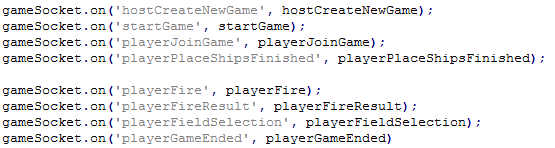 gameSocket.on('hostCreateNewGame', hostCreateNewGame);
gameSocket.on('startGame', startGame);
gameSocket.on('playerJoinGame', playerJoinGame);
gameSocket.on('playerPlaceShipsFinished', playerPlaceShipsFinished);
gameSocket.on('playerFire', playerFire);
gameSocket.on('playerFireResult', playerFireResult);
gameSocket.on('playerFieldSelection', playerFieldSelection);
gameSocket.on('playerGameEnded', playerGameEnded)